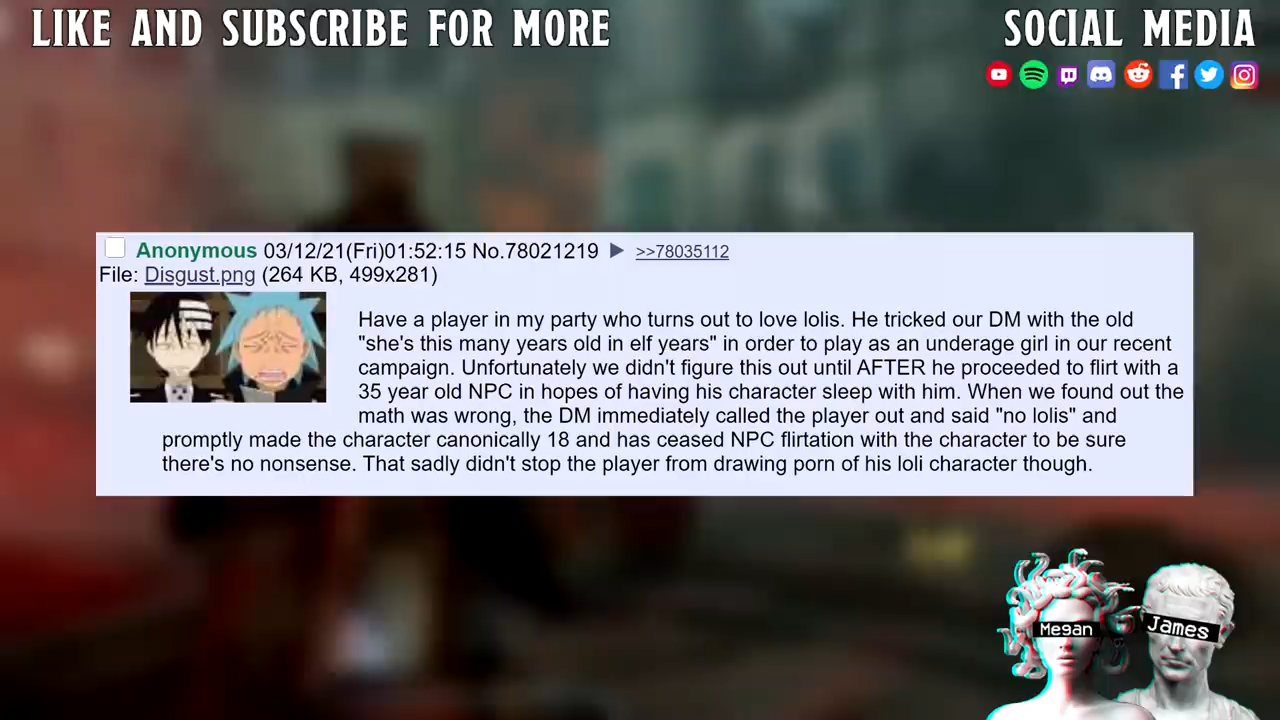 LIKE AND SUBSCRIBE FOR MORE
SOCIAL MEDIA
Anonymous 03/12/21(Fri)01:52:15 No.78021219 ▶ >>78035112
File: Disgust.png (264 KB, 499x281)
Have a player in my party who turns out to love lolis. He tricked our DM with the old
"she's this many years old in elf years" in order to play as an underage girl in our recent
campaign. Unfortunately we didn't figure this out until AFTER he proceeded to flirt with a
35 year old NPC in hopes of having his character sleep with him. When we found out the
math was wrong, the DM immediately called the player out and said "no lolis" and
promptly made the character canonically 18 and has ceased NPC flirtation with the character to be sure
there's no nonsense. That sadly didn't stop the player from drawing porn of his loli character though.
Megan
James